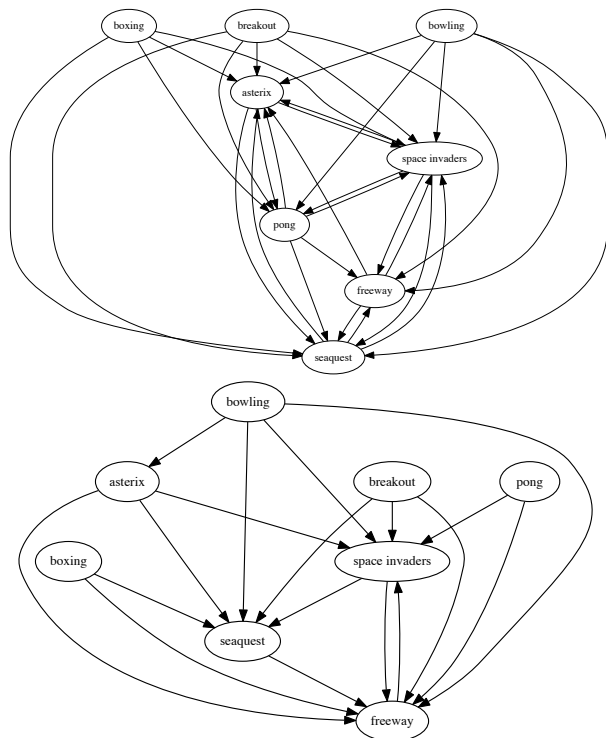 boxing breakout bowling
asterix
space invaders
pong
freeway
seaquest
bowling
asterix breakout pong
boxing space invaders
seaquest
freeway